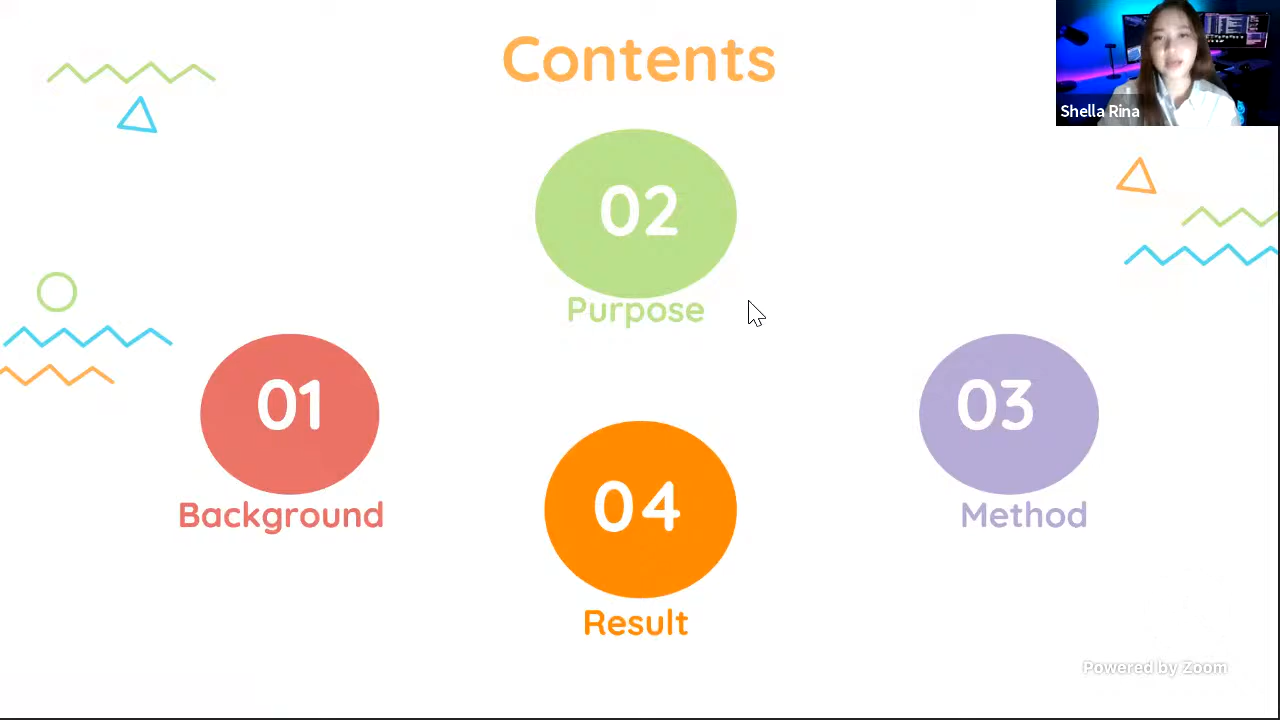 Contents
Shella Rina
01
Background
02
Purpose
03
Method
04
Result
Powered by Zoom